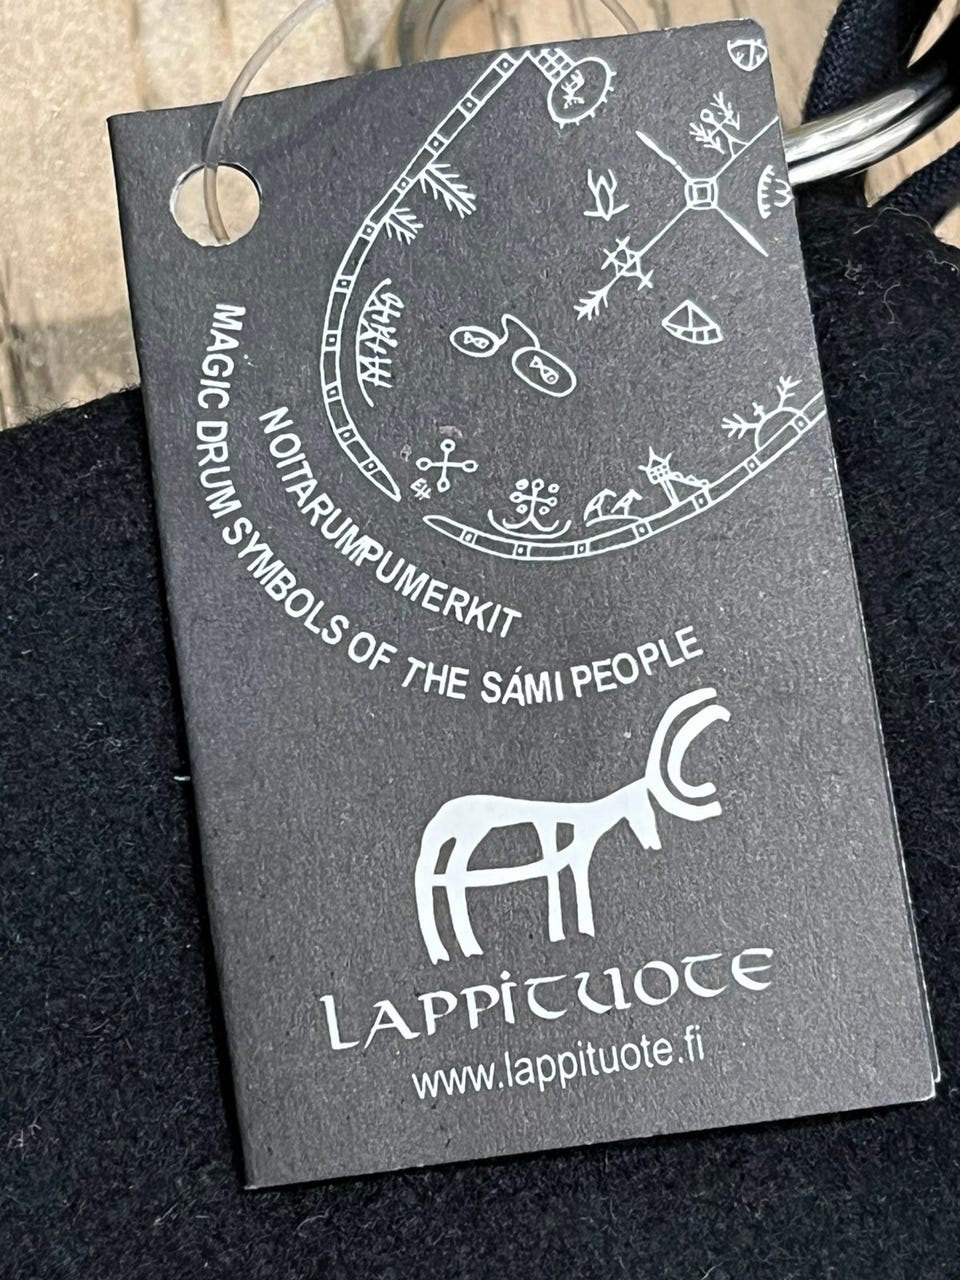 NOITARUMPUMERKIT
MAGIC DRUM SYMBOLS OF THE SÁMI PEOPLE
LAPPITUOTE
www.lappituote.fi